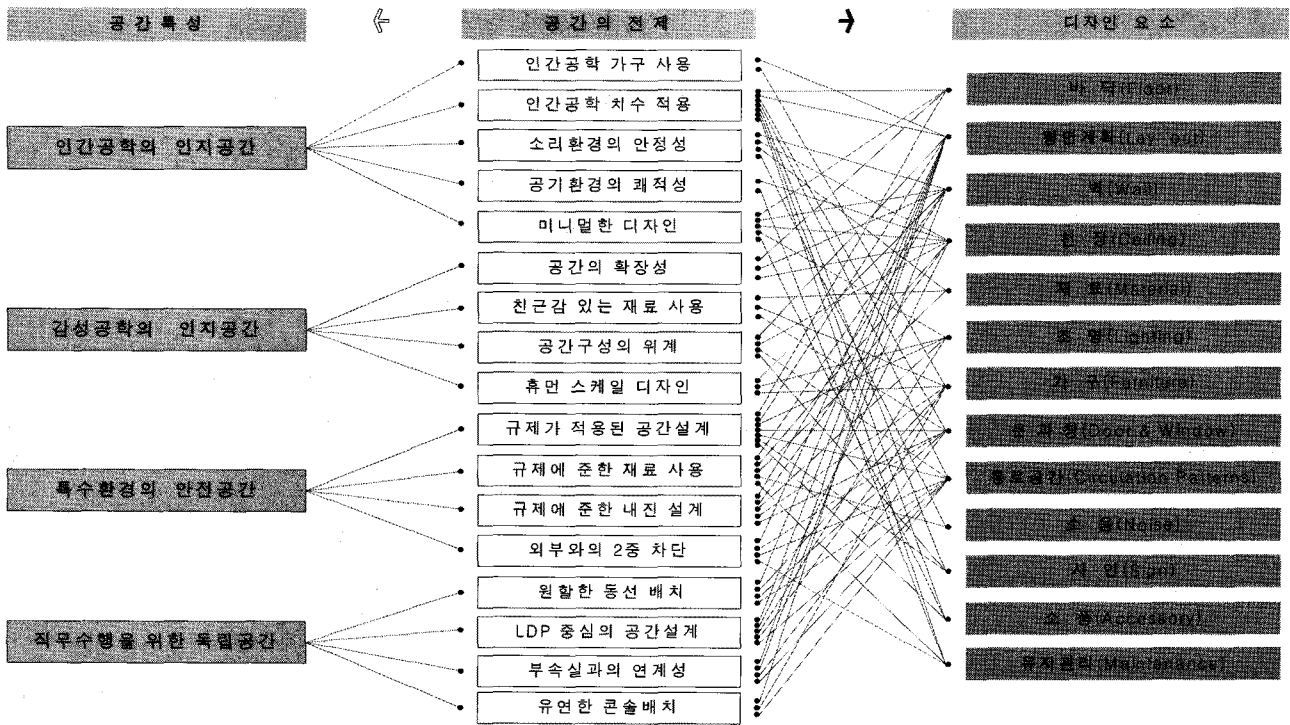 공간특성
공간의 전제
디자인 요소
인간공학의 인지공간
감성공학의 인지공간
특수환경의 안전공간
직무수행을 위한 독립공간
인간공학 가구 사용
인간공학 치수 적용
소리환경의 안정성
공기환경의 쾌적성
미니멀한 디자인
공간의 확장성
친근감 있는 재료 사용
공간구성의 위계
휴먼 스케일 디자인
규제가 적용된 공간설계
규제에 준한 재료 사용
규제에 준한 내진 설계
외부와의 2중 차단
원할한 동선 배치
LDP 중심의 공간설계
부속실과의 연계성
유연한 콘솔배치
바 닥(Floor)
평면계획(Lay out)
벽(Wall)
천 정(Ceiling)
재 료(Material)
조 명(Lighting)
가 구(Furniture)
문과 창(Door & Window)
통로공간(Circulation Patterns)
소 음(Noise)
사 인(Sign)
소 품(Accessory)
유지관리(Maintenance)